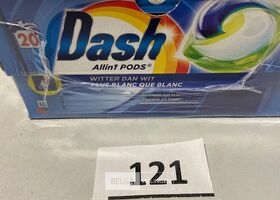 20
Dash
Allin1 PODS®
WITTER DAN WIT
PLUS BLANC QUE BLANC
121